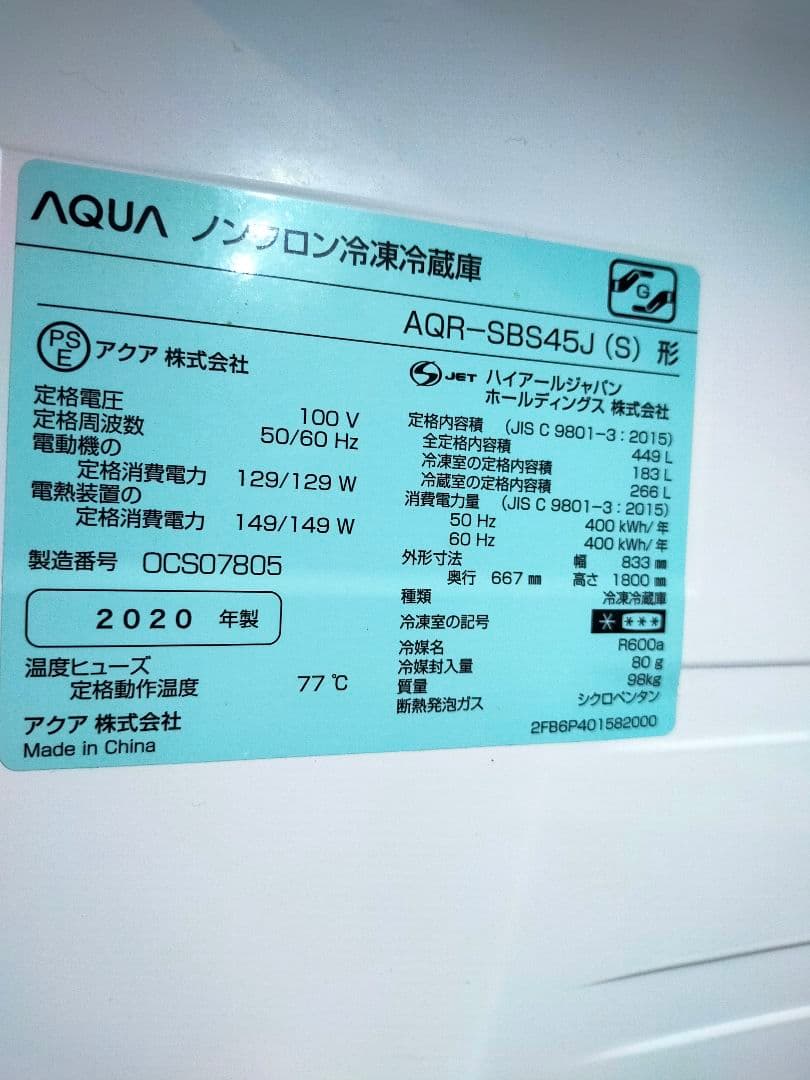 AQUA ノンフロン冷凍冷蔵庫
G
AQR-SBS45J (S) 形
PS
E
アクア 株式会社
定格電圧 100 V
定格周波数 50/60 Hz
電動機の
定格消費電力 129/129 W
電熱装置の
定格消費電力 149/149 W
製造番号 OCS07805
2020 年製
温度ヒューズ
定格動作温度 77 ℃
アクア 株式会社
Made in China
S JET ハイアールジャパン
ホールディングス 株式会社
定格内容積 (JIS C 9801-3 : 2015)
全定格内容積 449 L
冷凍室の定格内容積 183 L
冷蔵室の定格内容積 266 L
消費電力量 (JIS C 9801-3 : 2015)
50 Hz 400 kWh/年
60 Hz 400 kWh/年
外形寸法 幅 833 ㎜
奥行 667 ㎜ 高さ 1800 ㎜
種類 冷凍冷蔵庫
冷凍室の記号 * ***
冷媒名 R600a
冷媒封入量 80 g
質量 98kg
断熱発泡ガス シクロペンタン
2FB6P401582000